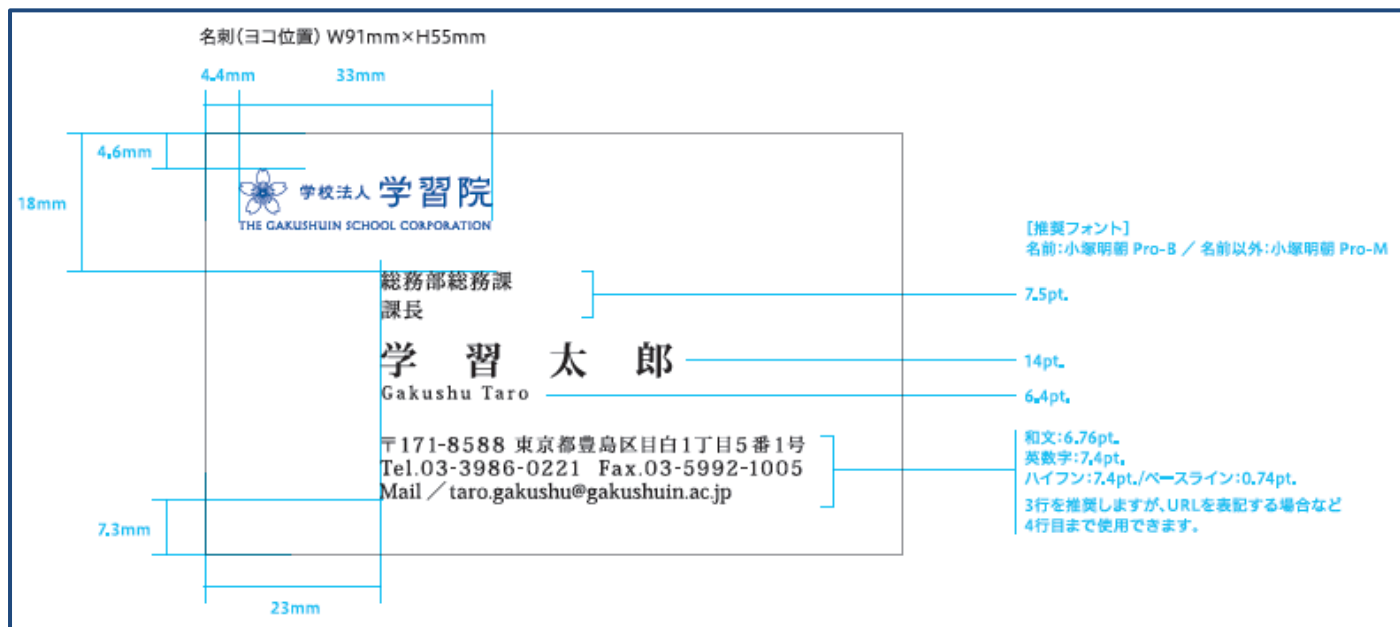 名刺(ヨコ位置) W91mm×H55mm
4.4mm
33mm
4.6mm
18mm
学校法人 学習院
THE GAKUSHUIN SCHOOL CORPORATION
[推奨フォント]
名前:小塚明朝 Pro-B / 名前以外:小塚明朝 Pro-M
総務部総務課
課長
7.5pt.
学 習 太 郎
14pt.
Gakushu Taro
6.4pt.
〒171-8588 東京都豊島区目白1丁目5番1号
Tel.03-3986-0221 Fax.03-5992-1005
Mail／taro.gakushu@gakushuin.ac.jp
和文:6.76pt.
英数字:7.4pt.
ハイフン:7.4pt./ベースライン:0.74pt.
3行を推奨しますが、URLを表記する場合など
4行目まで使用できます。
7.3mm
23mm